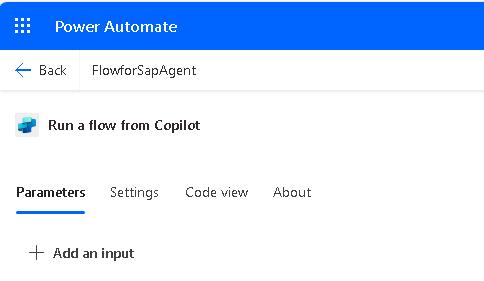 Power Automate
Back FlowforSapAgent
Run a flow from Copilot
Parameters Settings Code view About
Add an input